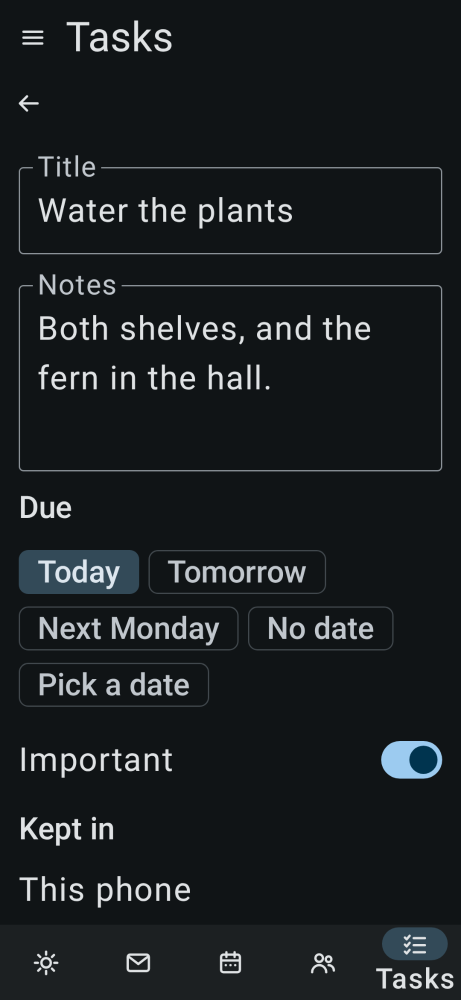 Tasks
Title
Water the plants
Notes
Both shelves, and the
fern in the hall.
Due
Today
Tomorrow
Next Monday
No date
Pick a date
Important
Kept in
This phone
Tasks